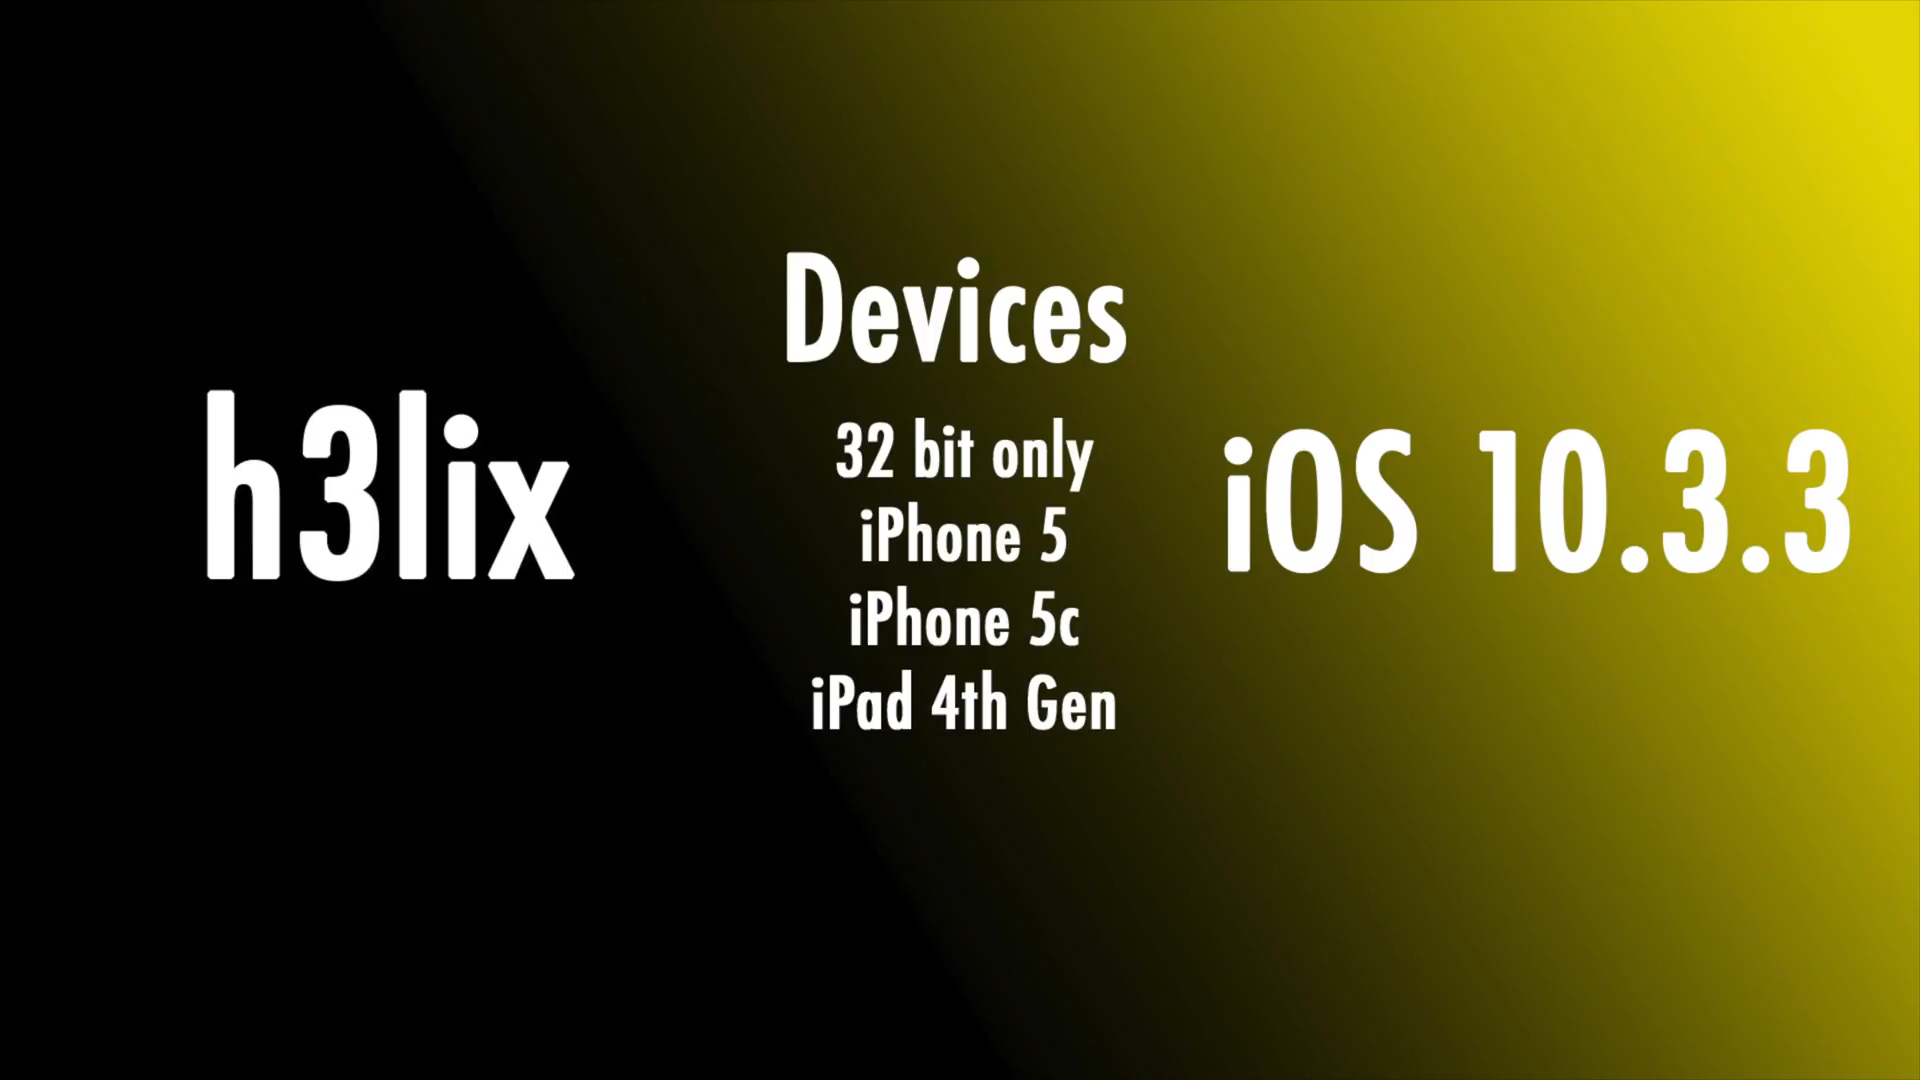 h3lix
Devices
32 bit only
iPhone 5
iPhone 5c
iPad 4th Gen
iOS 10.3.3